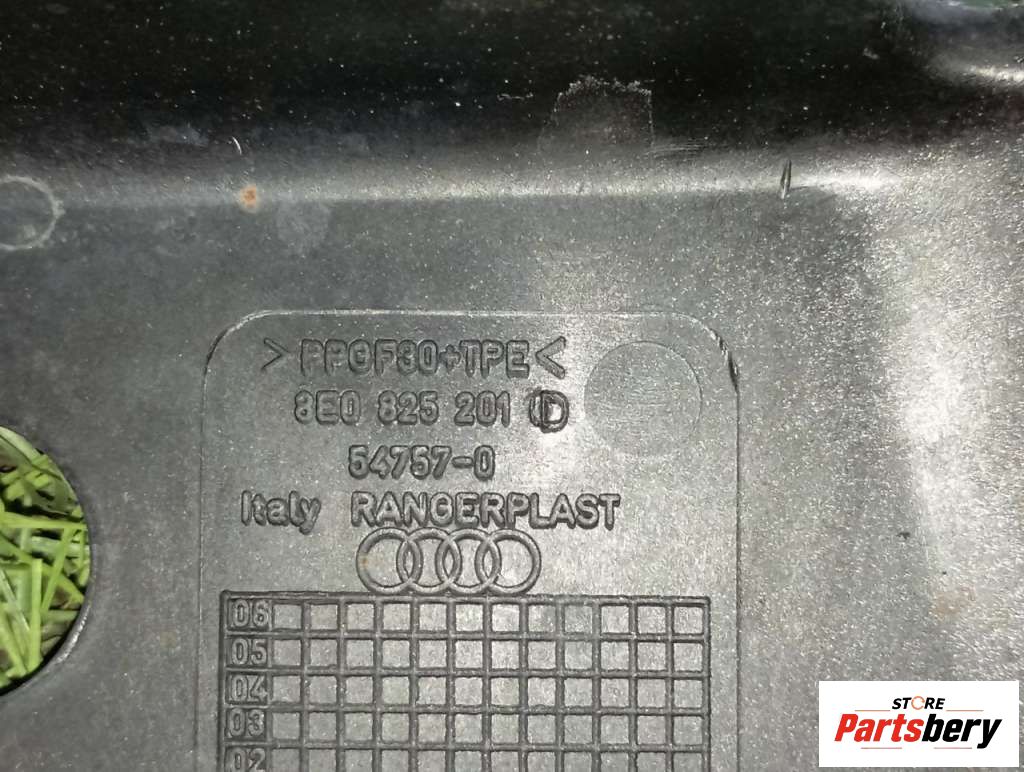 >PPGF30+TPE<
8E0 825 201 D
54757-0
Italy RANGERPLAST
06
05
04
03
02
STORE
Partsbery